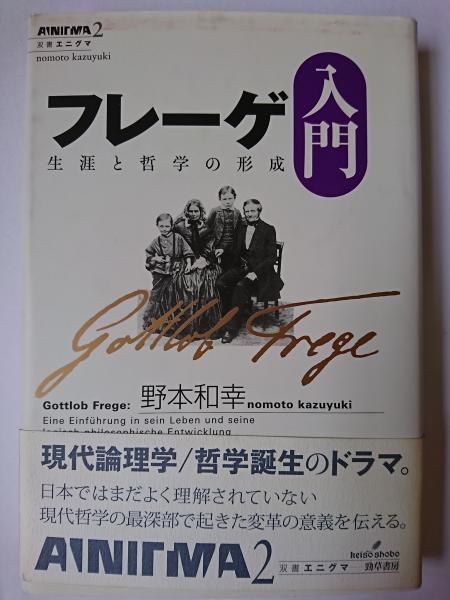 AINIΓMA 2
双書エニグマ
nomoto kazuyuki
フレーゲ入門
生涯と哲学の形成
Gottlob Frege
Gottlob Frege: 野本和幸 nomoto kazuyuki
Eine Einführung in sein Leben und seine
logisch-philosophische Entwicklung
現代論理学/哲学誕生のドラマ。
日本ではまだよく理解されていない
現代哲学の最深部で起きた変革の意義を伝える。
AINIΓMA 2
双書エニグマ
keiso shobo
勁草書房